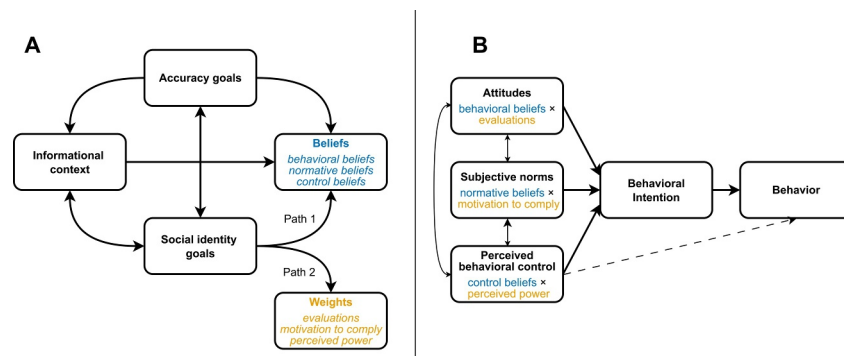 A
Accuracy goals
Informational
context
Beliefs
behavioral beliefs
normative beliefs
control beliefs
Social identity
goals
Path 1
Path 2
Weights
evaluations
motivation to comply
perceived power
B
Attitudes
behavioral beliefs ×
evaluations
Subjective norms
normative beliefs ×
motivation to comply
Perceived
behavioral control
control beliefs ×
perceived power
Behavioral
Intention
Behavior